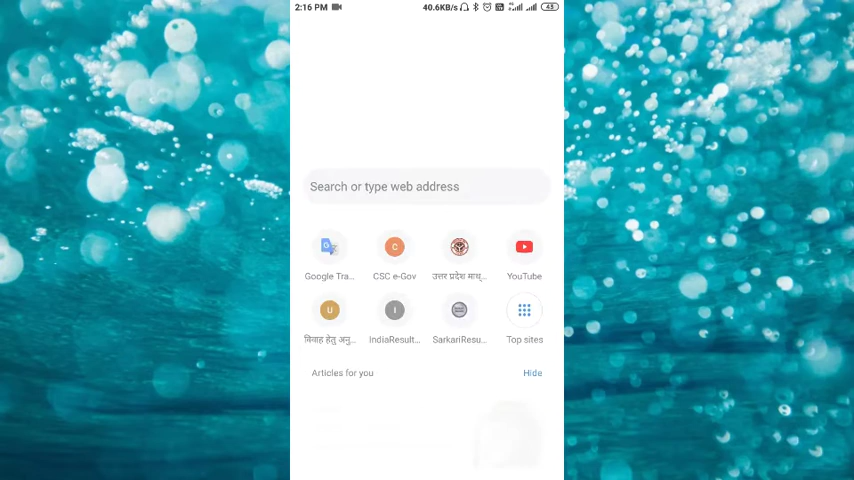 2:16 PM 40.6KB/s 43
Search or type web address
Google Tra... CSC e-Gov उत्तर प्रदेश माध्... YouTube
विवाह हेतु अनु... IndiaResult... SarkariResu... Top sites
Articles for you Hide